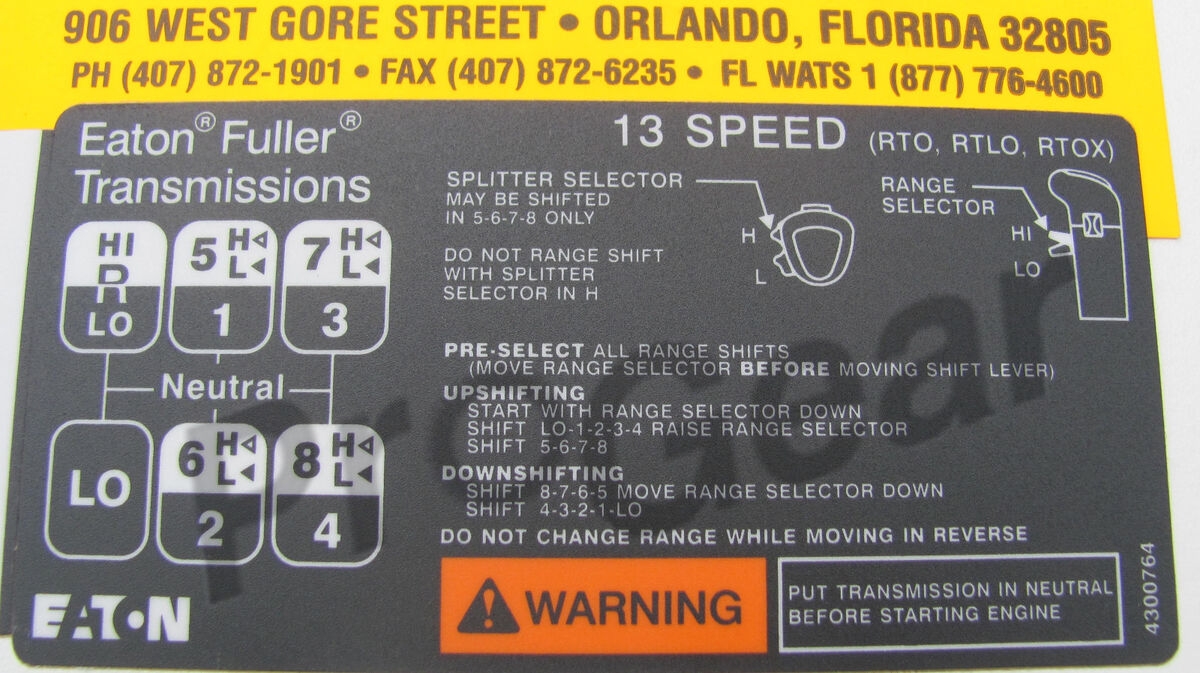 906 WEST GORE STREET • ORLANDO, FLORIDA 32805
PH (407) 872-1901 • FAX (407) 872-6235 • FL WATS 1 (877) 776-4600
Eaton® Fuller®
Transmissions
13 SPEED (RTO, RTLO, RTOX)
HI
R
LO
5 H
L
1
7 H
L
3
Neutral
LO
6 H
L
2
8 H
L
4
SPLITTER SELECTOR
MAY BE SHIFTED
IN 5-6-7-8 ONLY
DO NOT RANGE SHIFT
WITH SPLITTER
SELECTOR IN H
H
L
RANGE
SELECTOR
HI
LO
PRE-SELECT ALL RANGE SHIFTS
(MOVE RANGE SELECTOR BEFORE MOVING SHIFT LEVER)
UPSHIFTING
START WITH RANGE SELECTOR DOWN
SHIFT LO-1-2-3-4 RAISE RANGE SELECTOR
SHIFT 5-6-7-8
DOWNSHIFTING
SHIFT 8-7-6-5 MOVE RANGE SELECTOR DOWN
SHIFT 4-3-2-1-LO
DO NOT CHANGE RANGE WHILE MOVING IN REVERSE
WARNING
PUT TRANSMISSION IN NEUTRAL
BEFORE STARTING ENGINE
4300764
EATON
Pro Gear